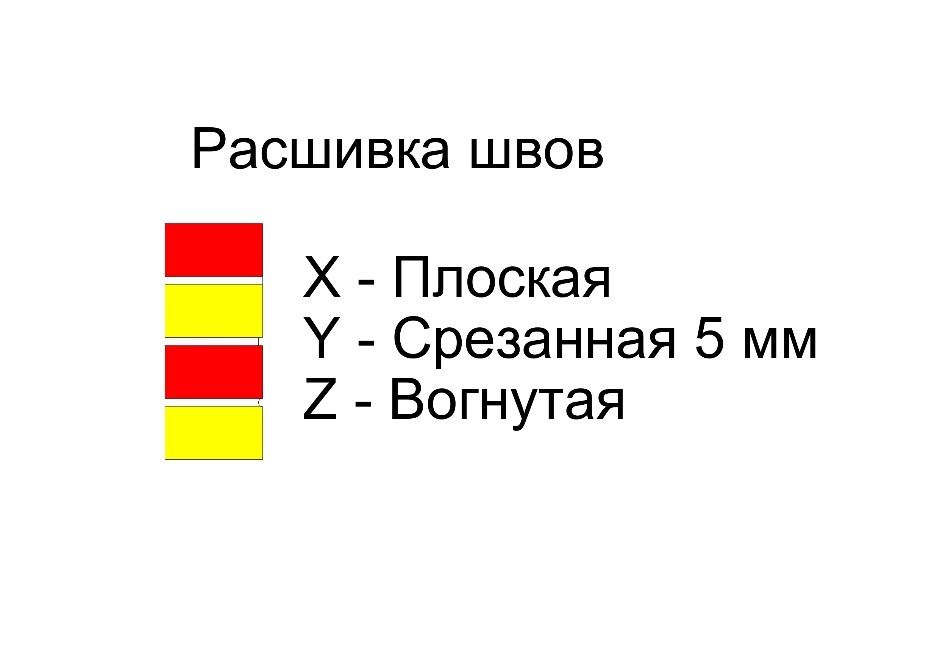 Расшивка швов
X - Плоская
Y - Срезанная 5 мм
Z - Вогнутая